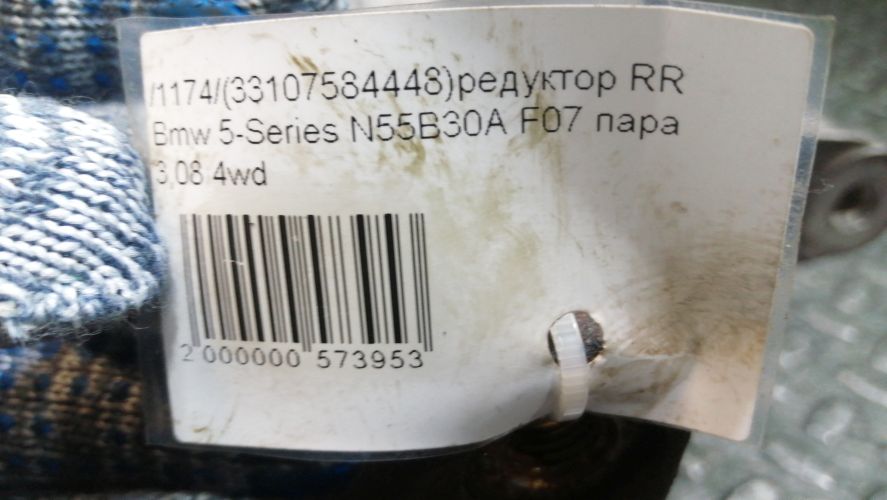 /1174/(33107584448)редуктор RR
Bmw 5-Series N55B30A F07 пара
3,08 4wd
2 000000 573953